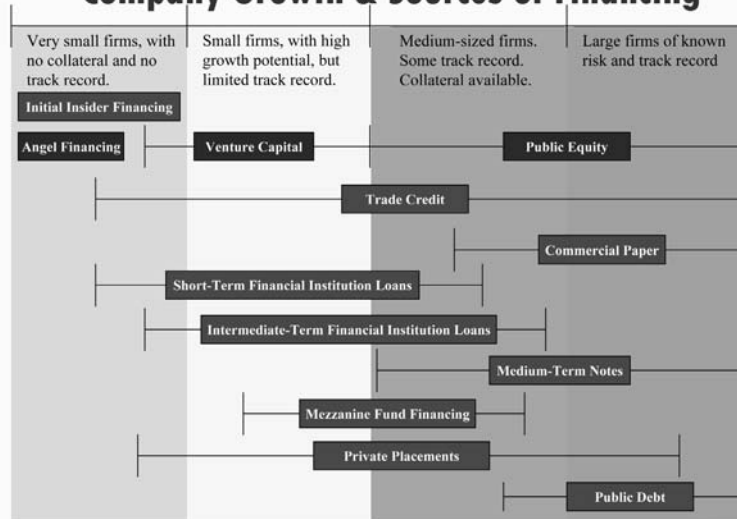 Company Growth & Sources of Financing
Very small firms, with
no collateral and no
track record.
Small firms, with high
growth potential, but
limited track record.
Medium-sized firms.
Some track record.
Collateral available.
Large firms of known
risk and track record
Initial Insider Financing
Angel Financing
Venture Capital
Public Equity
Trade Credit
Commercial Paper
Short-Term Financial Institution Loans
Intermediate-Term Financial Institution Loans
Medium-Term Notes
Mezzanine Fund Financing
Private Placements
Public Debt